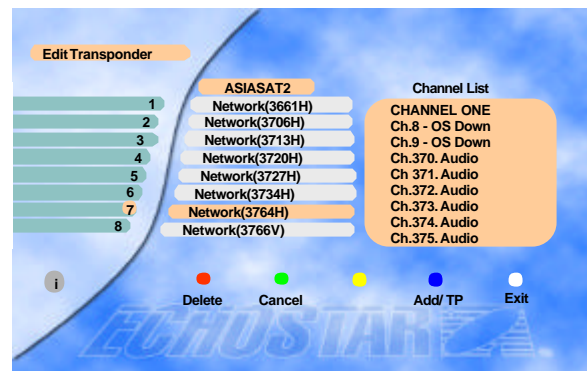 Edit Transponder
ASIASAT2
Channel List
1
Network(3661H)
2
Network(3706H)
3
Network(3713H)
4
Network(3720H)
5
Network(3727H)
6
Network(3734H)
7
Network(3764H)
8
Network(3766V)
CHANNEL ONE
Ch.8 - OS Down
Ch.9 - OS Down
Ch.370. Audio
Ch 371. Audio
Ch.372. Audio
Ch.373. Audio
Ch.374. Audio
Ch.375. Audio
i
Delete
Cancel
Add/ TP
Exit
ECHOSTAR